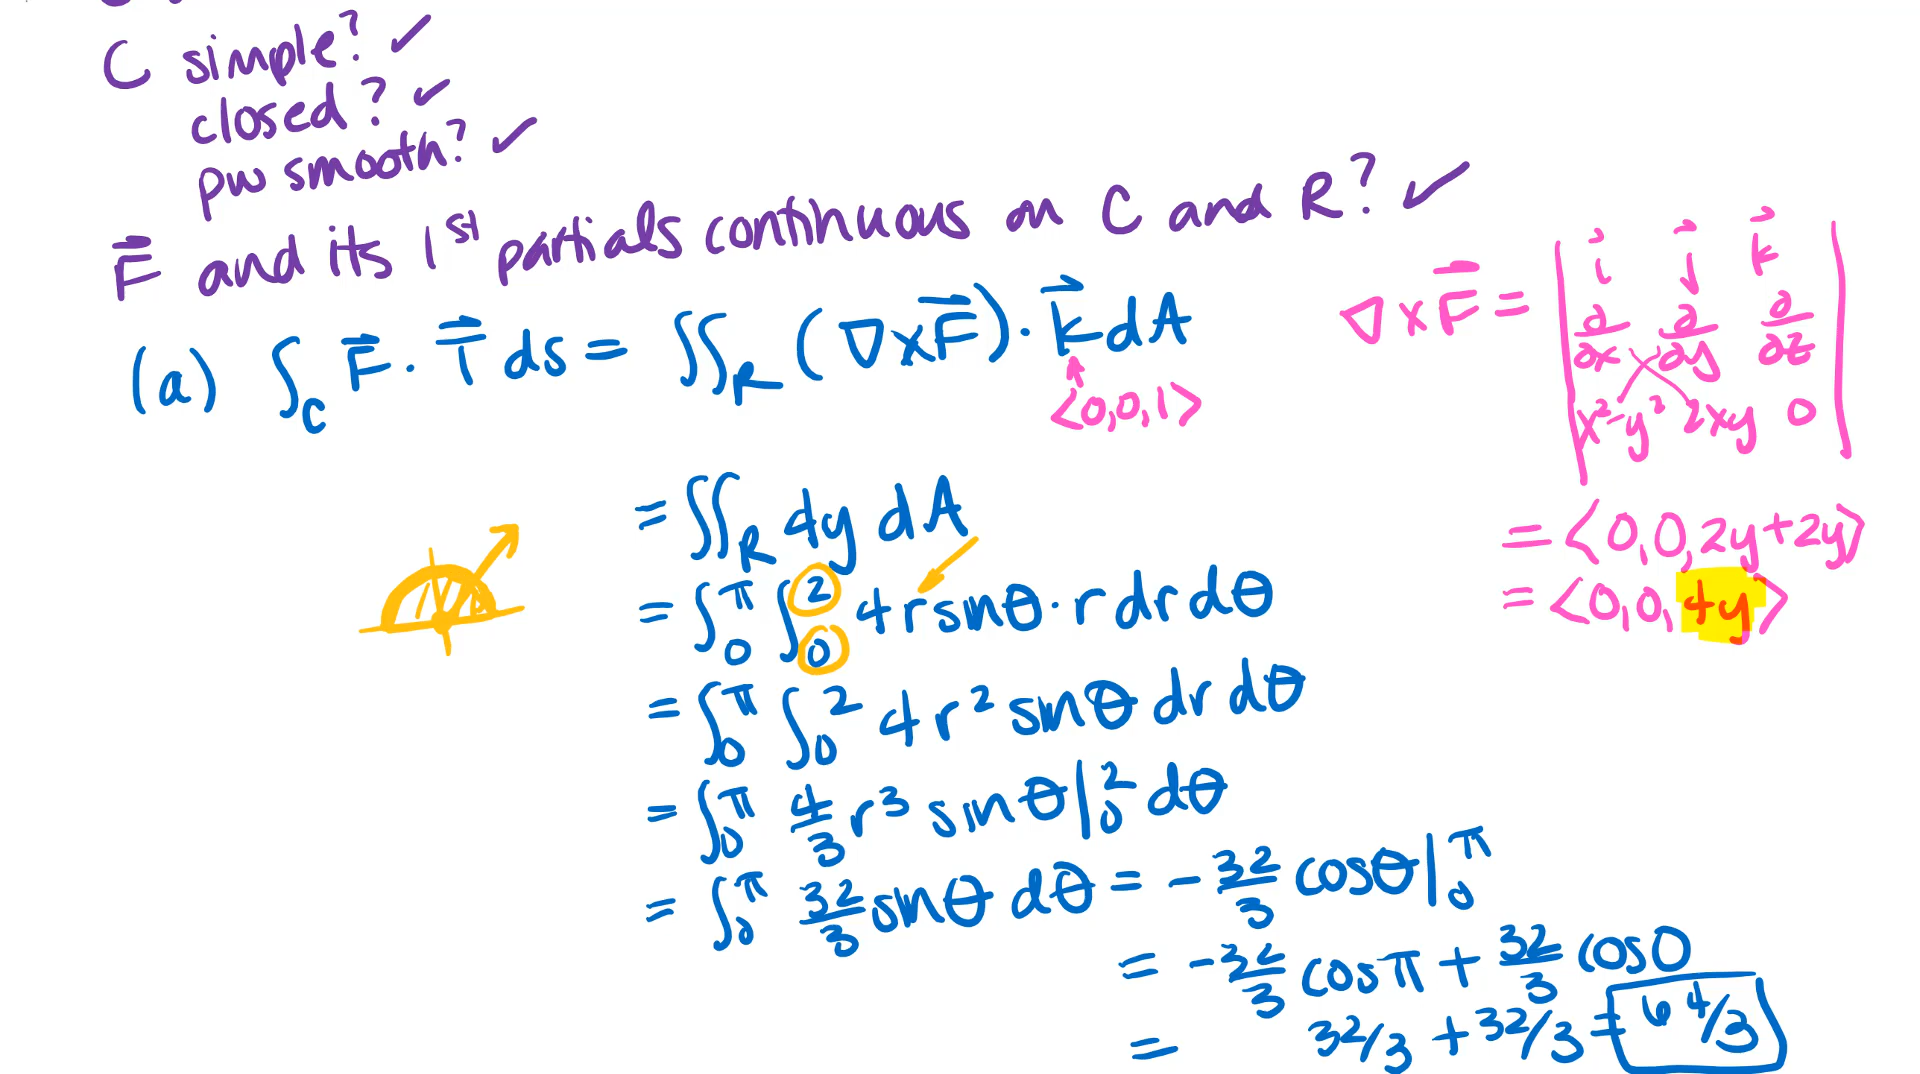 C simple? ✓
closed? ✓
pw smooth? ✓
F⃗ and its 1st partials continuous on C and R? ✓
(a) ∫_C F⃗ · T⃗ ds = ∬_R (∇×F⃗) · k⃗ dA
<0,0,1>
∇×F⃗ = | i⃗ j⃗ k⃗ |
| ∂/∂x ∂/∂y ∂/∂z |
| x²-y² 2xy 0 |
= <0,0,2y+2y>
= <0,0,4y>
= ∬_R 4y dA
= ∫_0^π ∫_0^2 4r sinθ · r dr dθ
= ∫_0^π ∫_0^2 4r² sinθ dr dθ
= ∫_0^π 4/3 r³ sinθ |_0^2 dθ
= ∫_0^π 32/3 sinθ dθ = -32/3 cosθ |_0^π
= -32/3 cosπ + 32/3 cos0
= 32/3 + 32/3 = 64/3